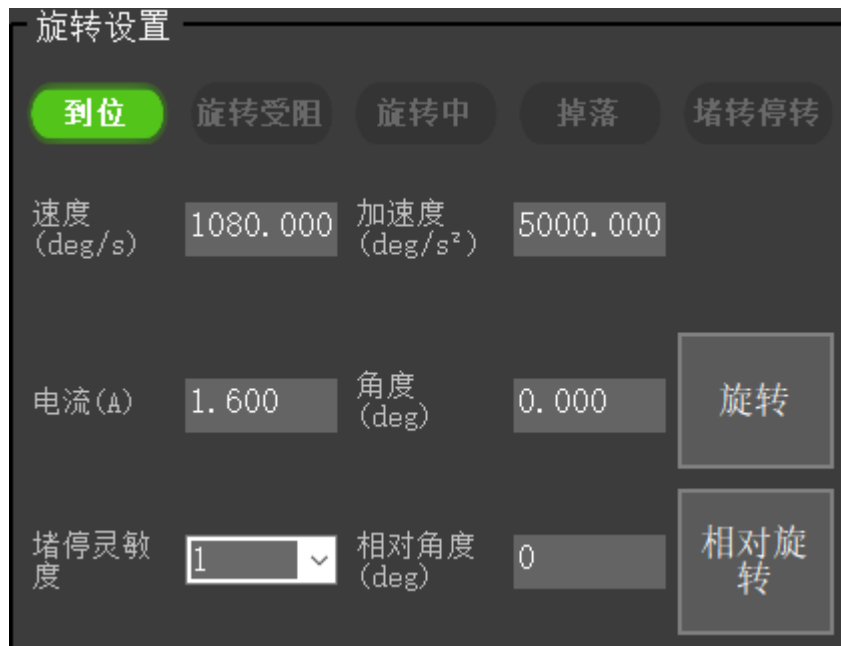 旋转设置
到位 旋转受阻 旋转中 掉落 堵转停转
速度
(deg/s)
1080.000
加速度
(deg/s²)
5000.000
电流(A)
1.600
角度
(deg)
0.000
旋转
堵停灵敏
度
1
相对角度
(deg)
0
相对旋
转